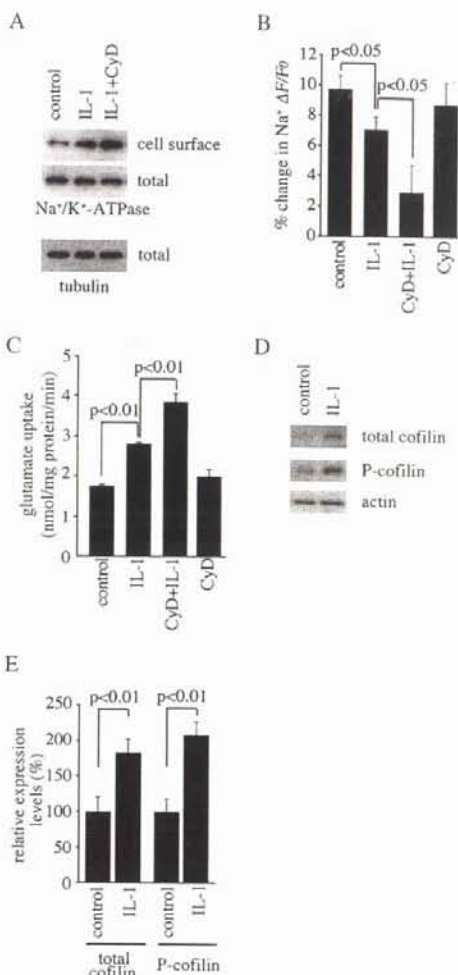 A
control
IL-1
IL-1+CyD
cell surface
total
Na⁺/K⁺-ATPase
total
tubulin
B
% change in Na⁺ ΔF/F₀
12
10
8
6
4
2
0
p<0.05
p<0.05
control
IL-1
CyD+IL-1
CyD
C
glutamate uptake
(nmol/mg protein/min)
5
4
3
2
1
0
p<0.01
p<0.01
control
IL-1
CyD+IL-1
CyD
D
control
IL-1
total cofilin
P-cofilin
actin
E
relative expression
levels (%)
250
200
150
100
50
0
p<0.01
p<0.01
control
IL-1
control
IL-1
total
cofilin
P-cofilin